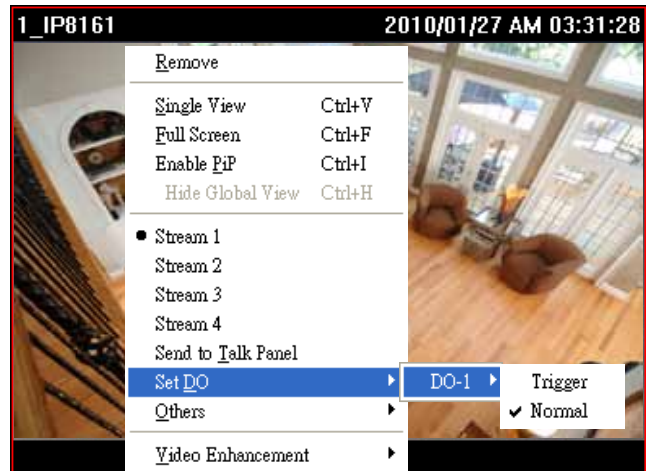 1_IP8161 2010/01/27 AM 03:31:28
Remove
Single View Ctrl+V
Full Screen Ctrl+F
Enable PiP Ctrl+I
Hide Global View Ctrl+H
Stream 1
Stream 2
Stream 3
Stream 4
Send to Talk Panel
Set DO DO-1 Trigger
Others Normal
Video Enhancement